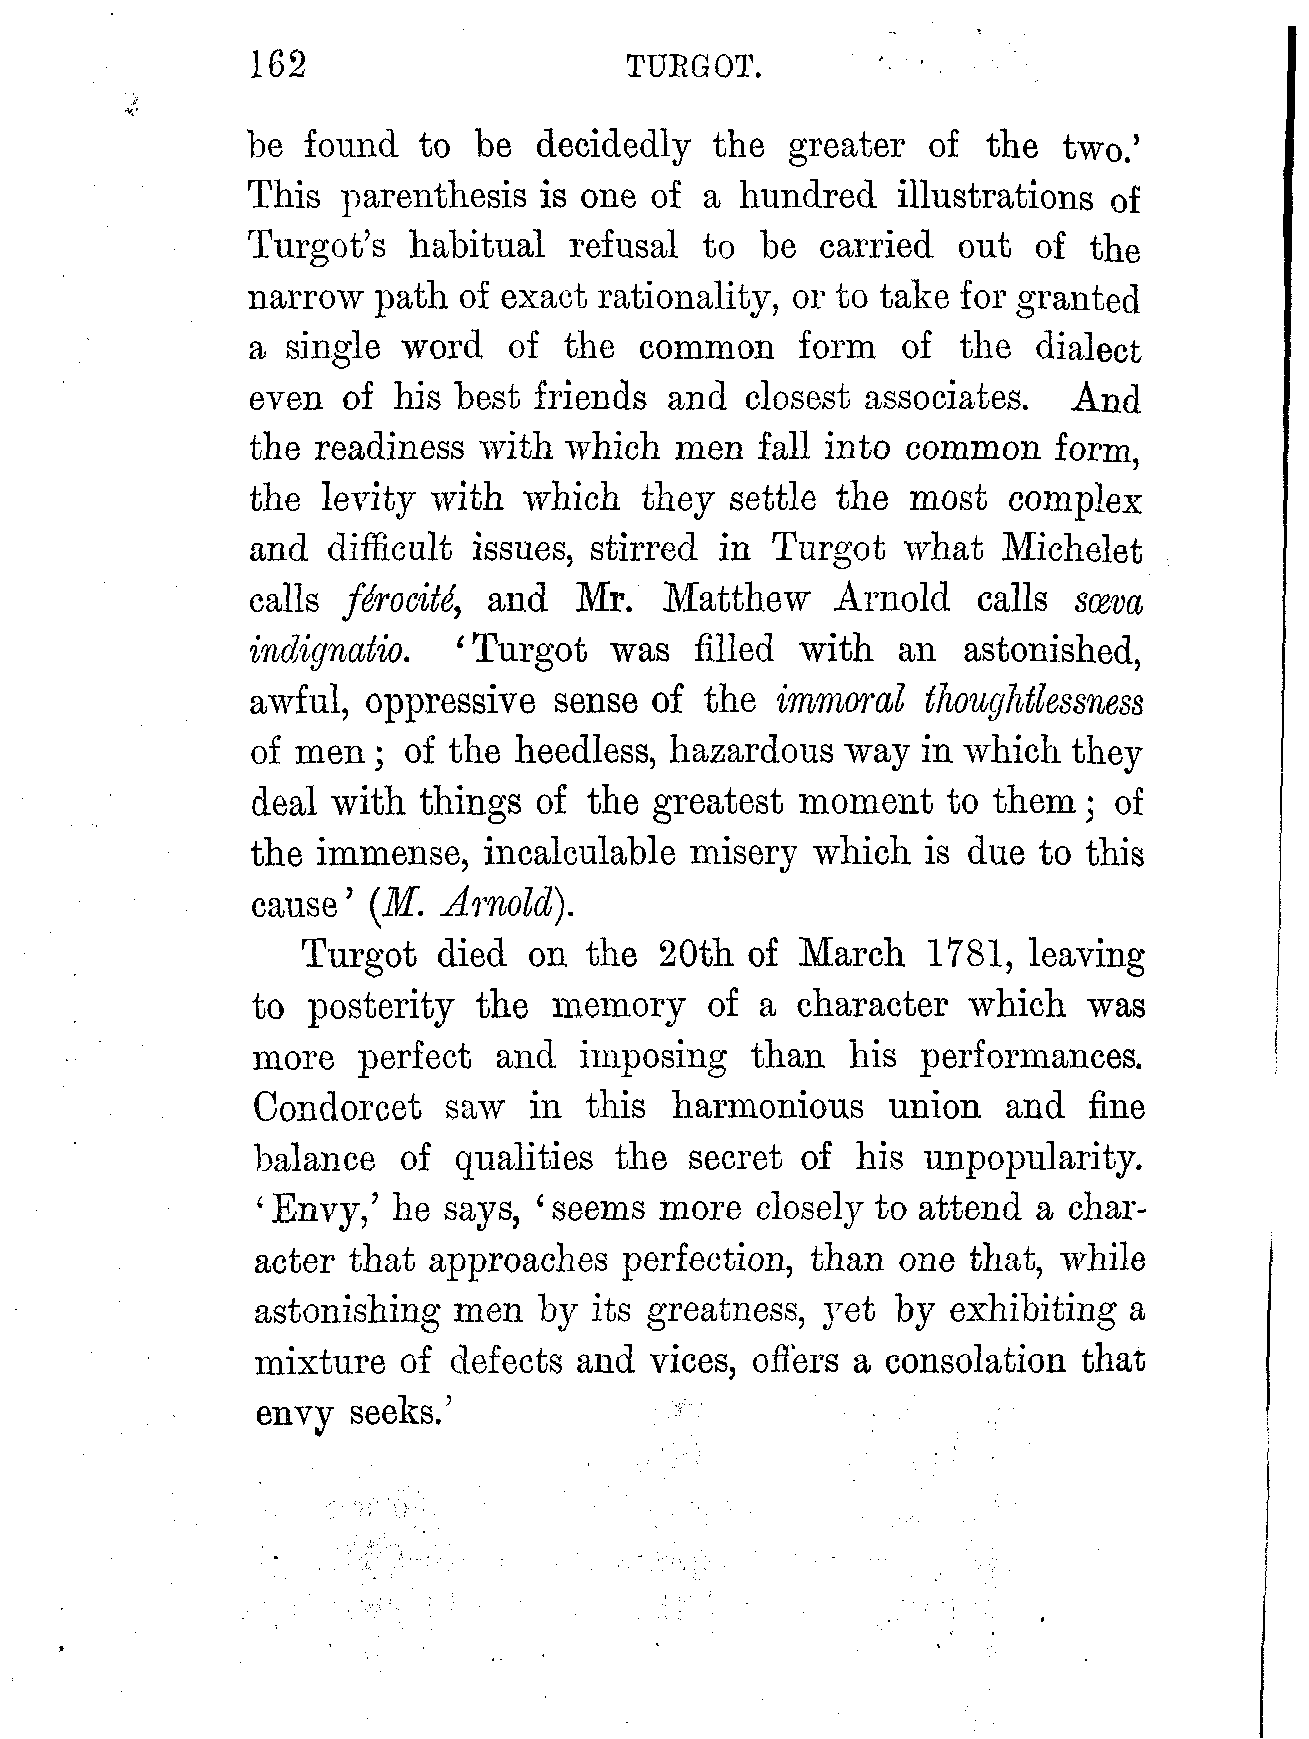 162 TURGOT.
be found to be decidedly the greater of the two.’
This parenthesis is one of a hundred illustrations of
Turgot’s habitual refusal to be carried out of the
narrow path of exact rationality, or to take for granted
a single word of the common form of the dialect
even of his best friends and closest associates. And
the readiness with which men fall into common form,
the levity with which they settle the most complex
and difficult issues, stirred in Turgot what Michelet
calls férocité, and Mr. Matthew Arnold calls sœva
indignatio. ‘Turgot was filled with an astonished,
awful, oppressive sense of the immoral thoughtlessness
of men; of the heedless, hazardous way in which they
deal with things of the greatest moment to them; of
the immense, incalculable misery which is due to this
cause’ (M. Arnold).
Turgot died on the 20th of March 1781, leaving
to posterity the memory of a character which was
more perfect and imposing than his performances.
Condorcet saw in this harmonious union and fine
balance of qualities the secret of his unpopularity.
‘Envy,’ he says, ‘seems more closely to attend a char-
acter that approaches perfection, than one that, while
astonishing men by its greatness, yet by exhibiting a
mixture of defects and vices, offers a consolation that
envy seeks.’